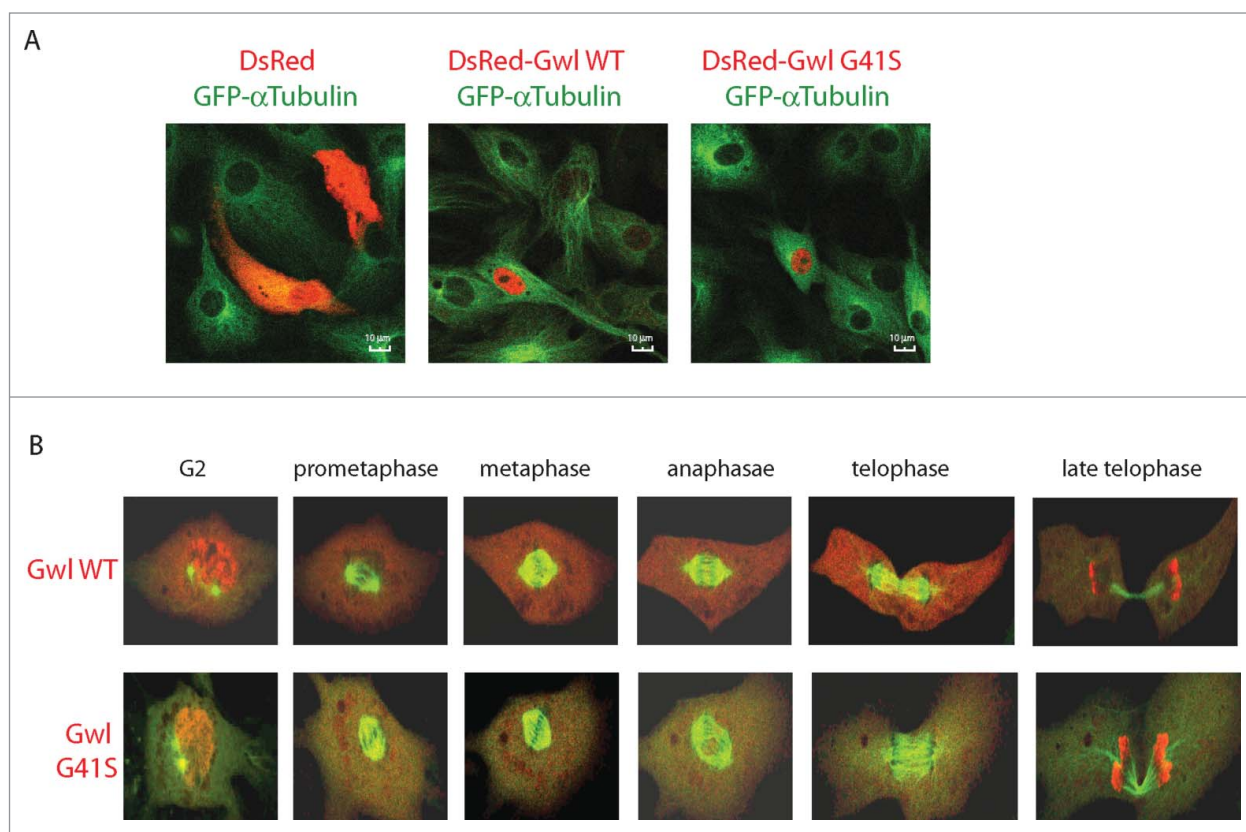 A
DsRed
GFP-αTubulin
DsRed-Gwl WT
GFP-αTubulin
DsRed-Gwl G41S
GFP-αTubulin
10 µm
10 µm
10 µm
B
G2
prometaphase
metaphase
anaphasae
telophase
late telophase
Gwl WT
Gwl
G41S